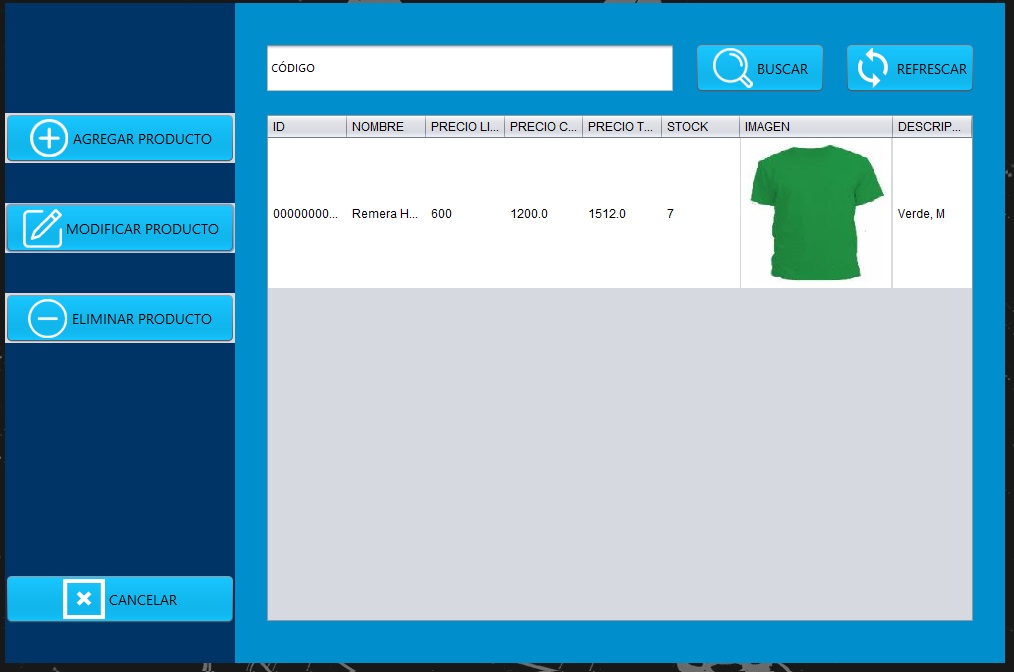 CÓDIGO
BUSCAR
REFRESCAR
AGREGAR PRODUCTO
MODIFICAR PRODUCTO
ELIMINAR PRODUCTO
CANCELAR
ID NOMBRE PRECIO LI... PRECIO C... PRECIO T... STOCK IMAGEN DESCRIP...
00000000... Remera H... 600 1200.0 1512.0 7 Verde, M